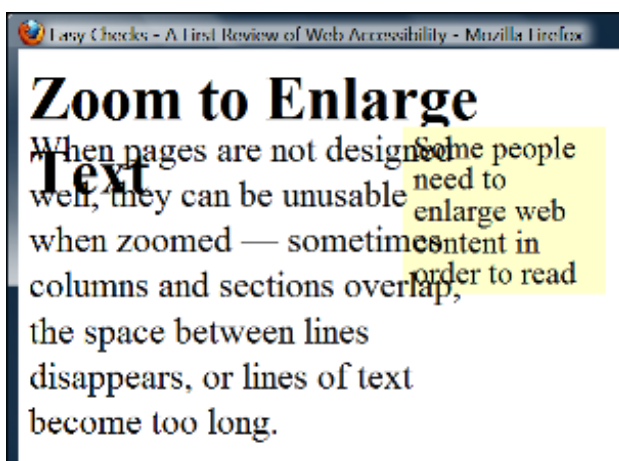 Easy Checks - A First Review of Web Accessibility - Mozilla Firefox
Zoom to Enlarge
Text
When pages are not designed
well, they can be unusable
when zoomed — sometimes
columns and sections overlap,
the space between lines
disappears, or lines of text
become too long.
Some people
need to
enlarge web
content in
order to read